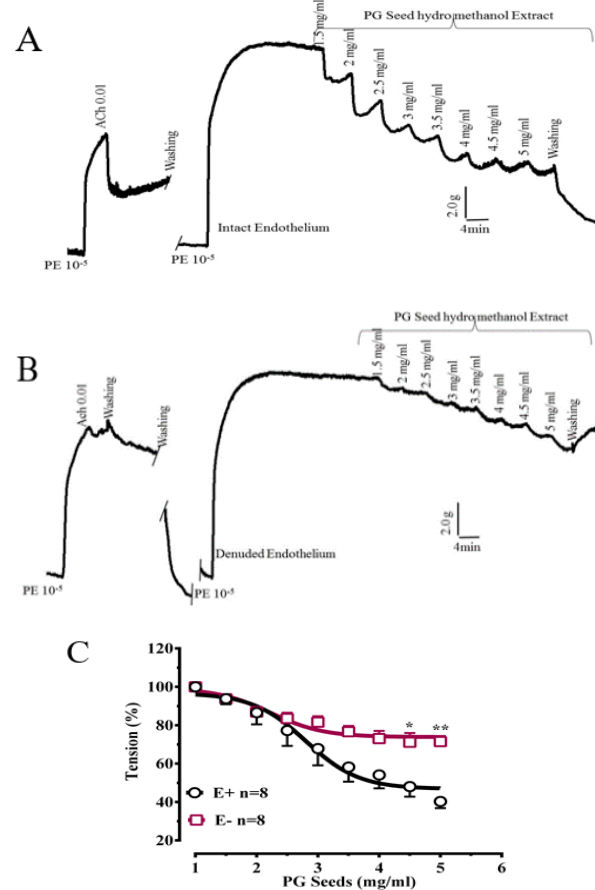 A
PG Seed hydro methanol Extract
1.5 mg/ml
2 mg/ml
2.5 mg/ml
3 mg/ml
3.5 mg/ml
4 mg/ml
4.5 mg/ml
5 mg/ml
Washing
ACh 0.01
Washing
2.0 g
4min
Intact Endothelium
PE 10-5
PE 10-5
PG Seed hydro methanol Extract
B
1.5 mg/ml
2 mg/ml
2.5 mg/ml
3 mg/ml
3.5 mg/ml
4 mg/ml
4.5 mg/ml
5 mg/ml
Washing
Ach 0.01
Washing
Washing
2.0 g
4min
Denuded Endothelium
PE 10-5
PE 10-5
C
120
100
80
60
40
20
Tension (%)
* **
E+ n=8
E- n=8
1 2 3 4 5 6
PG Seeds (mg/ml)